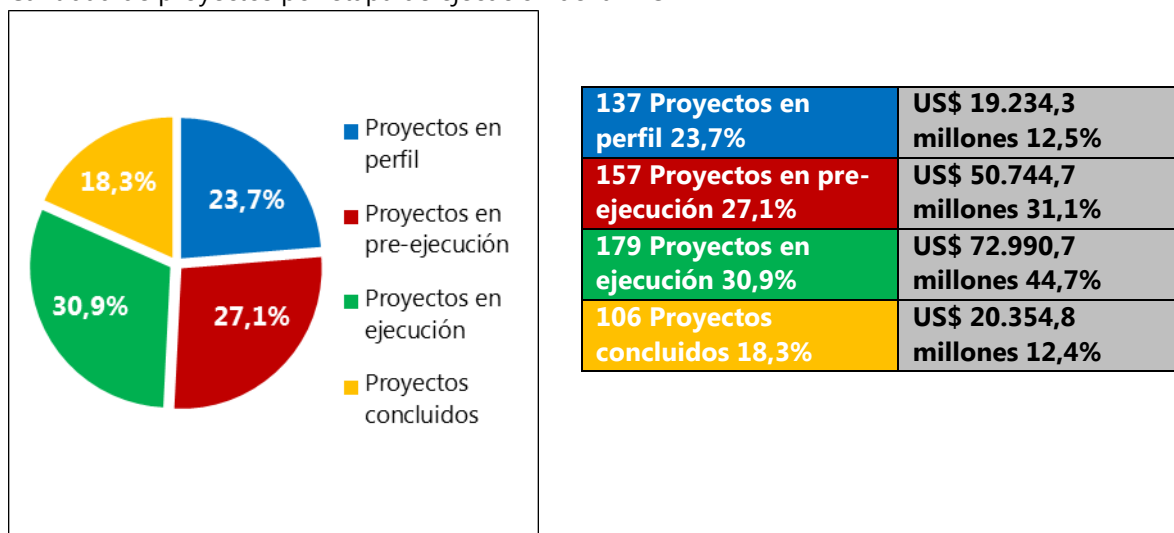 18,3%
23,7%
30,9%
27,1%
Proyectos en
perfil
Proyectos en
pre-ejecución
Proyectos en
ejecución
Proyectos
concluidos
137 Proyectos en
perfil 23,7%
US$ 19.234,3
millones 12,5%
157 Proyectos en pre-
ejecución 27,1%
US$ 50.744,7
millones 31,1%
179 Proyectos en
ejecución 30,9%
US$ 72.990,7
millones 44,7%
106 Proyectos
concluidos 18,3%
US$ 20.354,8
millones 12,4%